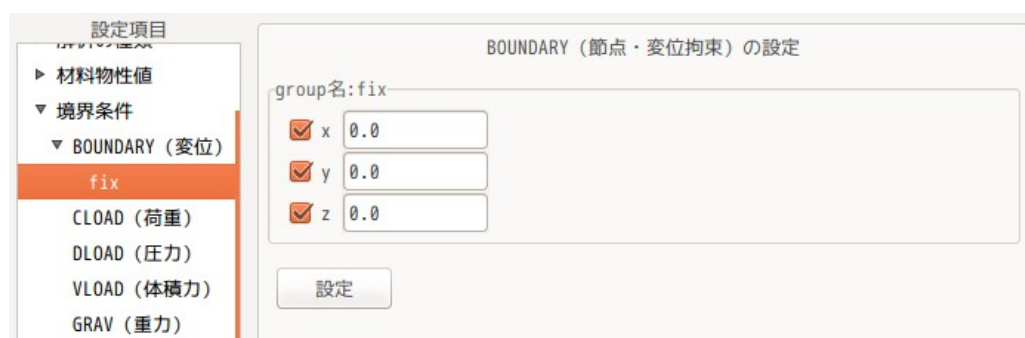 設定項目
▶ 材料物性値
▼ 境界条件
▼ BOUNDARY (変位)
fix
CLOAD (荷重)
DLOAD (圧力)
VLOAD (体積力)
GRAV (重力)
BOUNDARY (節点・変位拘束) の設定
group名:fix
x 0.0
y 0.0
z 0.0
設定